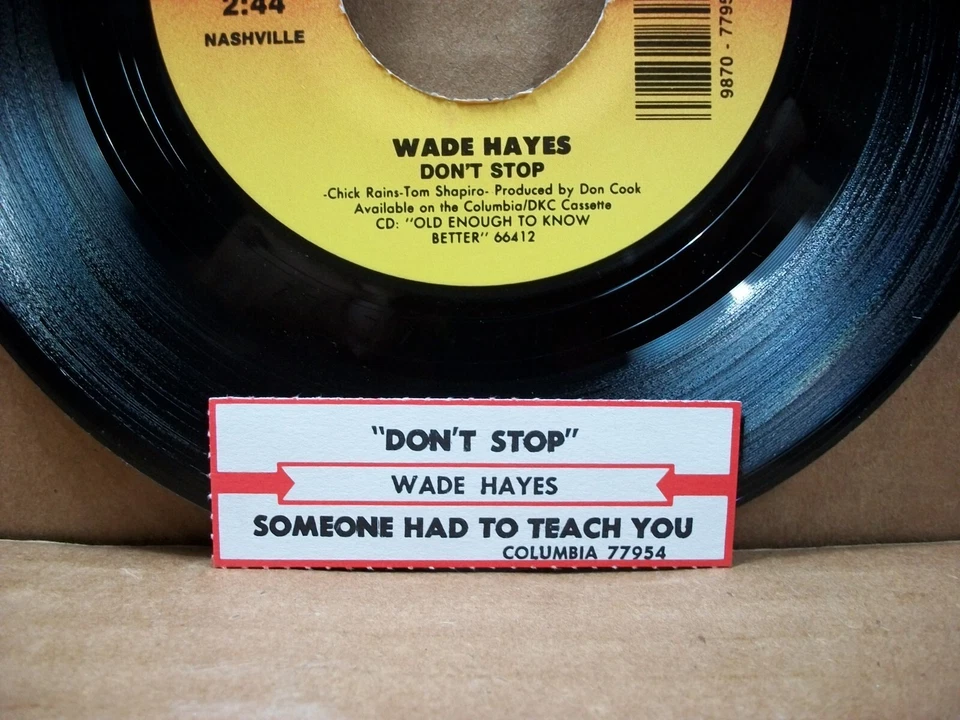 2:44
NASHVILLE
9870 - 7795
WADE HAYES
DON'T STOP
-Chick Rains-Tom Shapiro- Produced by Don Cook
Available on the Columbia/DKC Cassette
CD: "OLD ENOUGH TO KNOW
BETTER" 66412
"DON'T STOP"
WADE HAYES
SOMEONE HAD TO TEACH YOU
COLUMBIA 77954